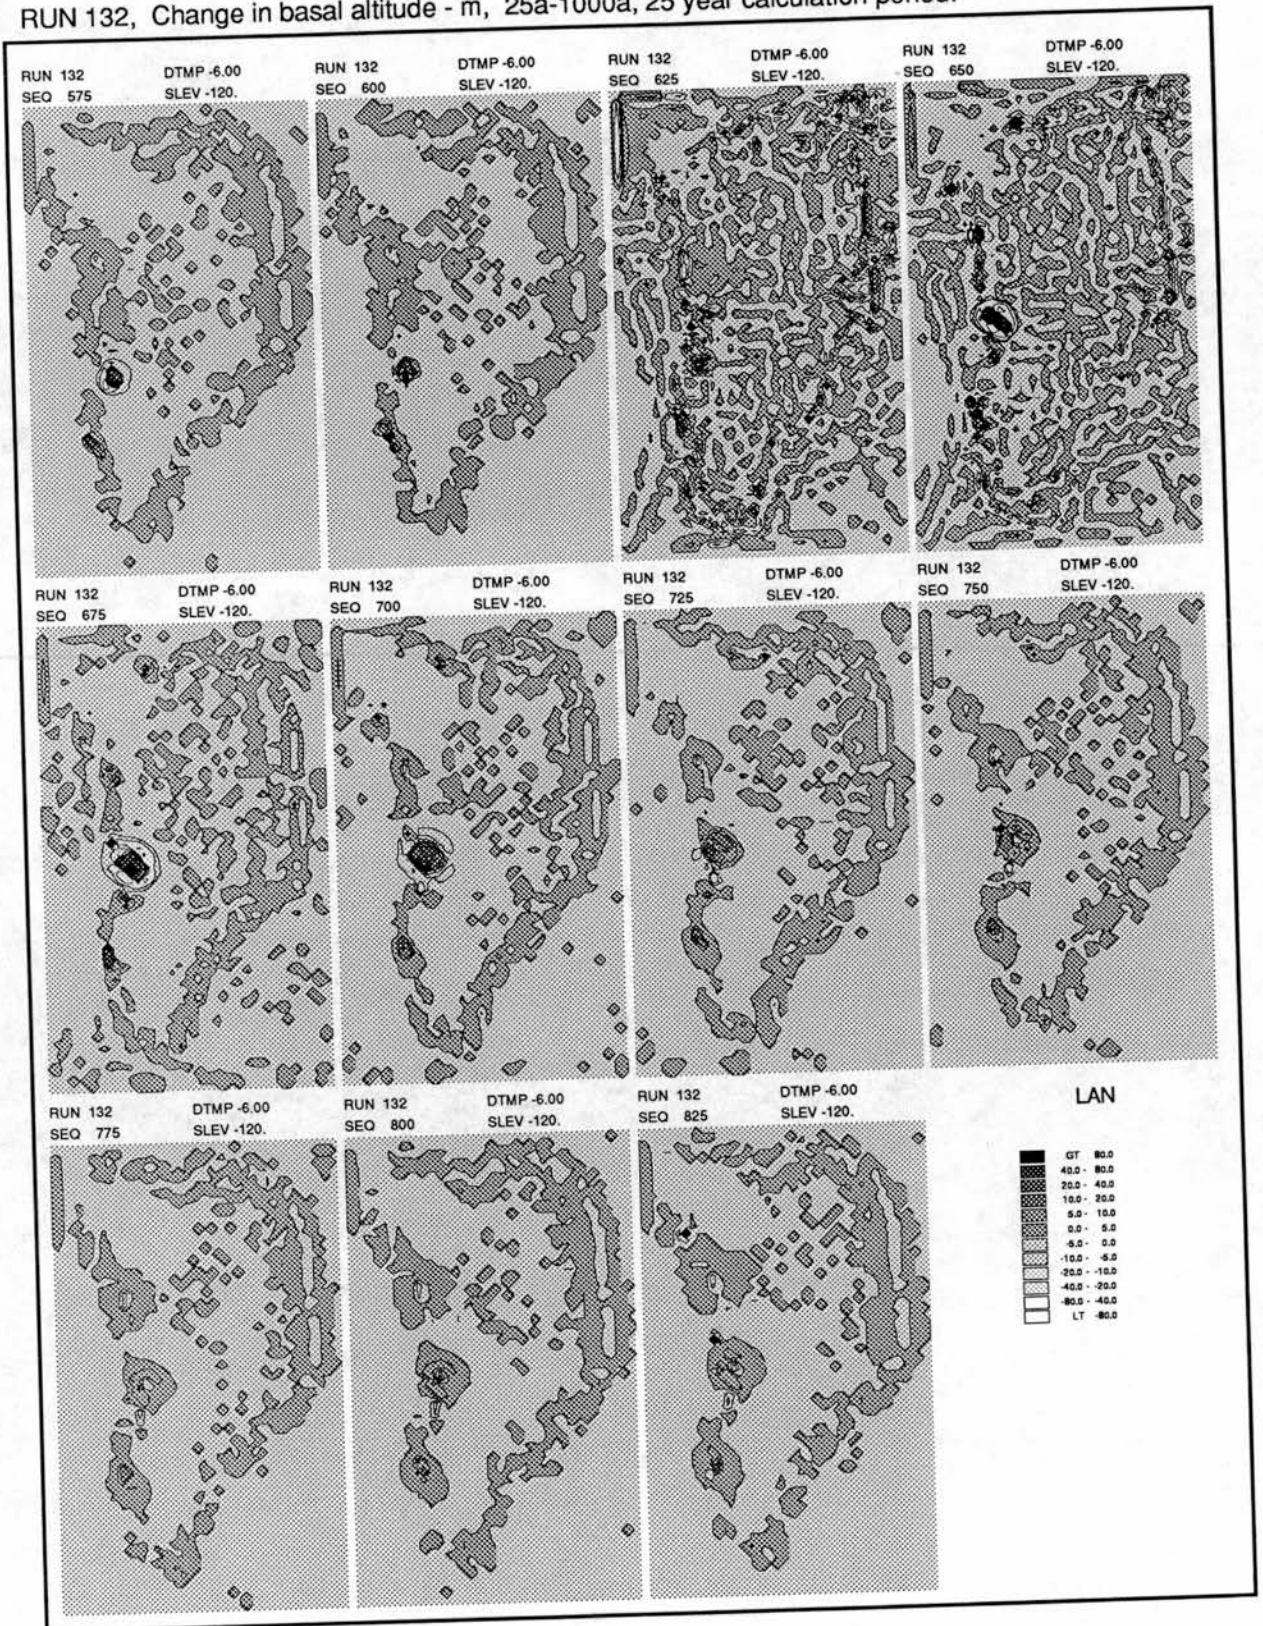 RUN 132, Change in basal altitude - m, 25a-1000a, 25 year calculation period.
RUN 132 DTMP -6.00
SEQ 575 SLEV -120.
RUN 132 DTMP -6.00
SEQ 600 SLEV -120.
RUN 132 DTMP -6.00
SEQ 625 SLEV -120.
RUN 132 DTMP -6.00
SEQ 650 SLEV -120.
RUN 132 DTMP -6.00
SEQ 675 SLEV -120.
RUN 132 DTMP -6.00
SEQ 700 SLEV -120.
RUN 132 DTMP -6.00
SEQ 725 SLEV -120.
RUN 132 DTMP -6.00
SEQ 750 SLEV -120.
RUN 132 DTMP -6.00
SEQ 775 SLEV -120.
RUN 132 DTMP -6.00
SEQ 800 SLEV -120.
RUN 132 DTMP -6.00
SEQ 825 SLEV -120.
LAN
GT 80.0
40.0 - 80.0
20.0 - 40.0
10.0 - 20.0
5.0 - 10.0
0.0 - 5.0
-5.0 - 0.0
-10.0 - -5.0
-20.0 - -10.0
-40.0 - -20.0
-80.0 - -40.0
LT -80.0